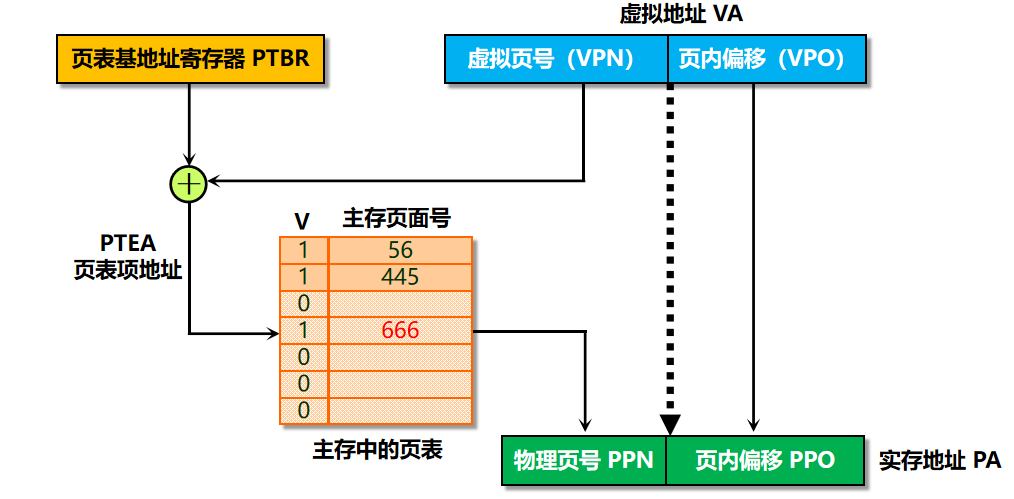 虚拟地址 VA
页表基地址寄存器 PTBR
虚拟页号（VPN）
页内偏移（VPO）
PTEA
页表项地址
V
主存页面号
1
56
1
445
0
1
666
0
0
0
主存中的页表
物理页号 PPN
页内偏移 PPO
实存地址 PA